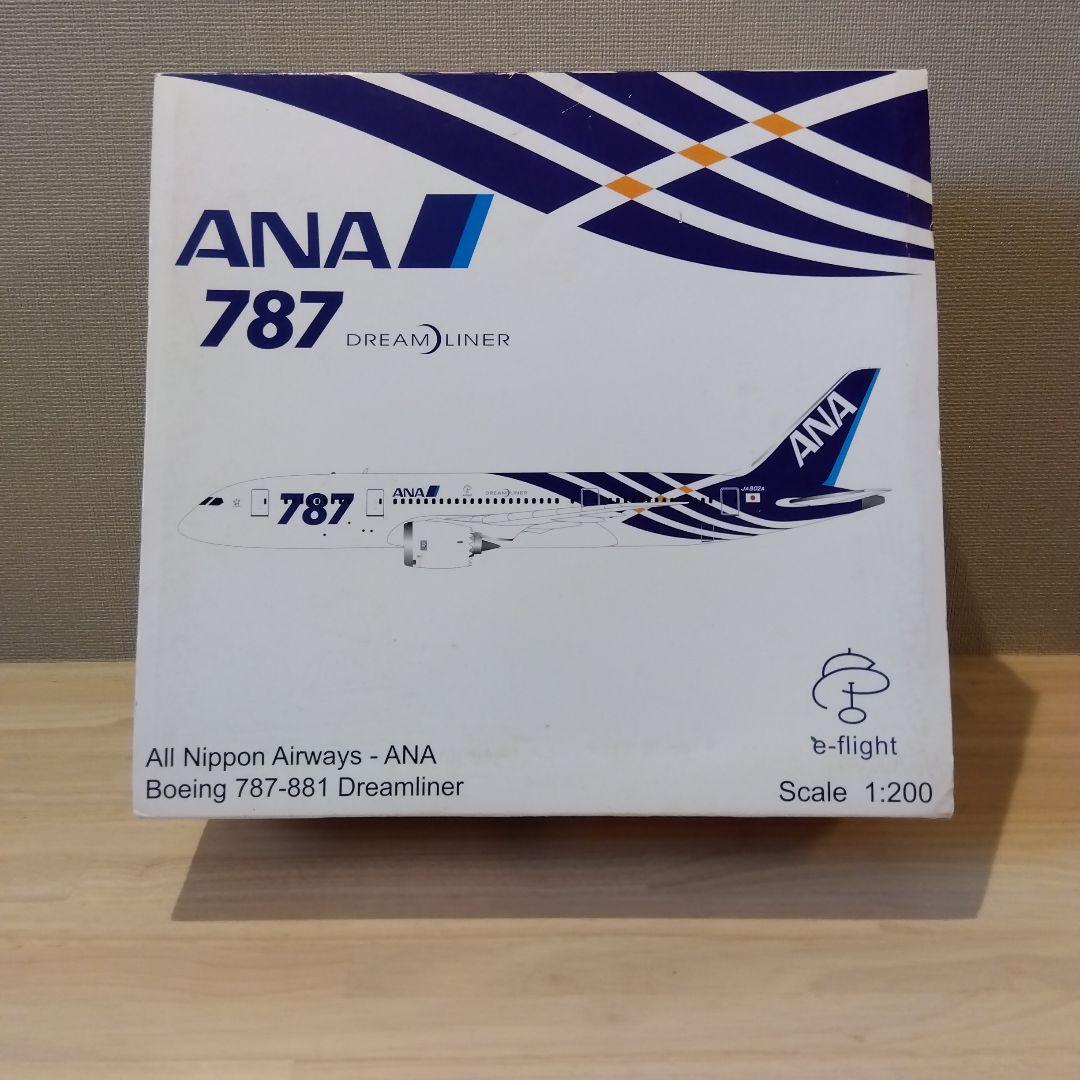 ANA
787 DREAMLINER
ANA
787 ANA DREAMLINER JA802A
e-flight
All Nippon Airways - ANA
Boeing 787-881 Dreamliner
Scale 1:200